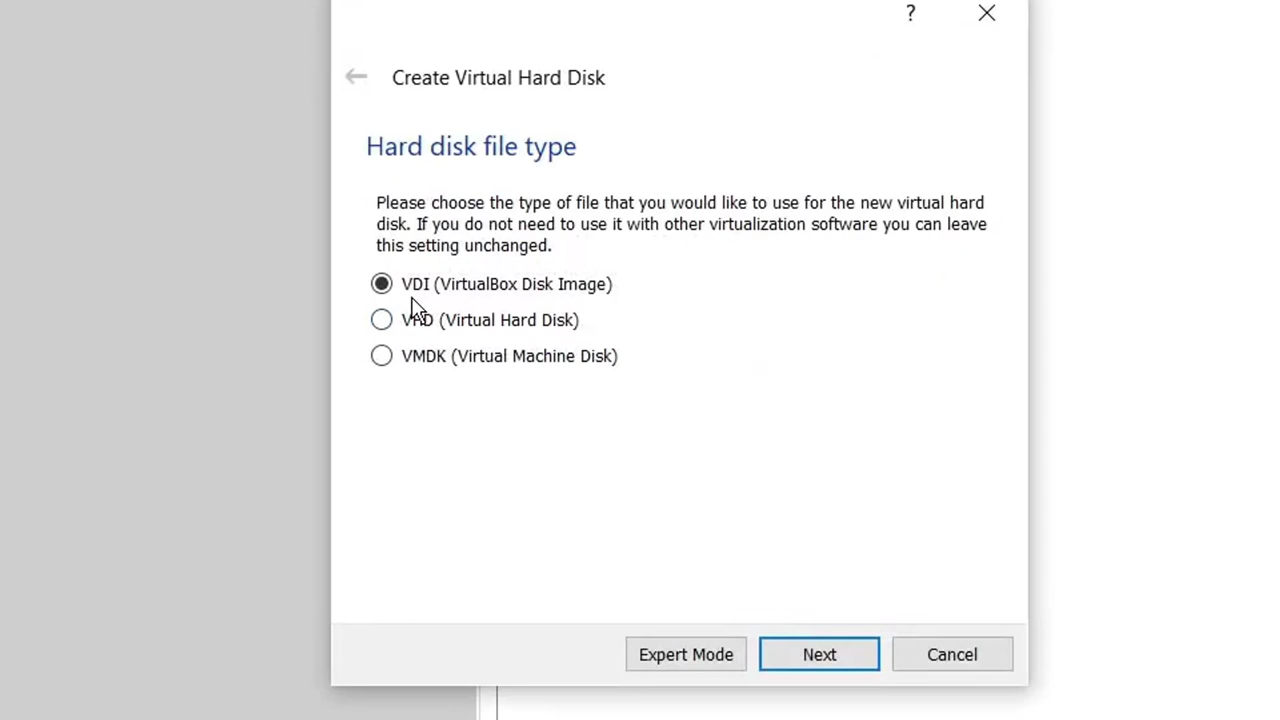 ?
Create Virtual Hard Disk
Hard disk file type
Please choose the type of file that you would like to use for the new virtual hard
disk. If you do not need to use it with other virtualization software you can leave
this setting unchanged.
VDI (VirtualBox Disk Image)
VHD (Virtual Hard Disk)
VMDK (Virtual Machine Disk)
Expert Mode Next Cancel